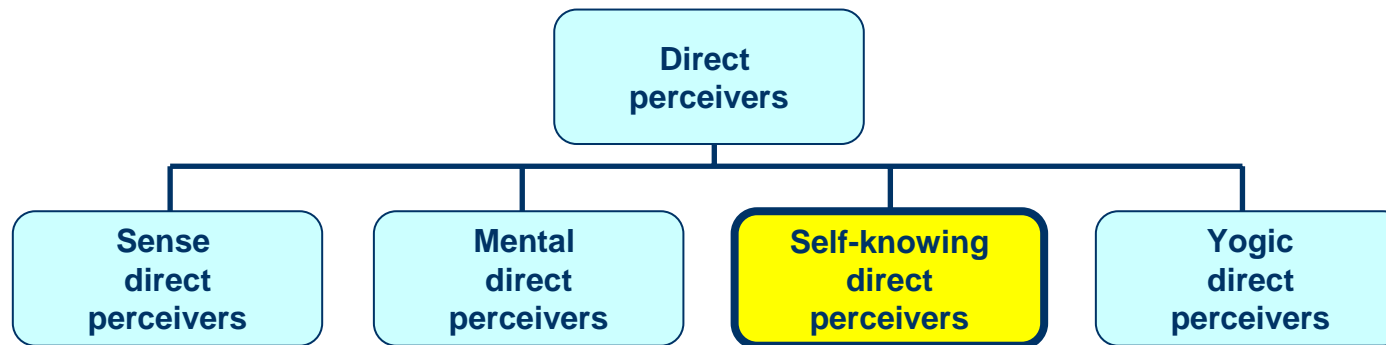 Direct
perceivers
Sense
direct
perceivers
Mental
direct
perceivers
Self-knowing
direct
perceivers
Yogic
direct
perceivers